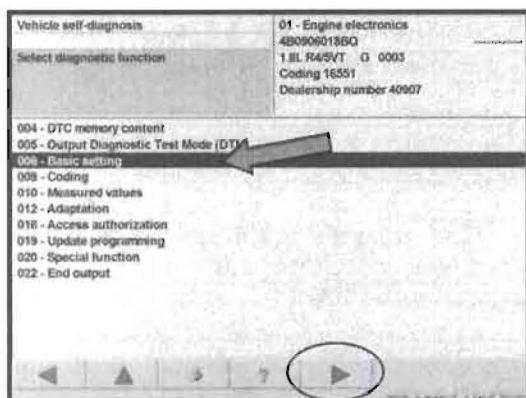 Vehicle self-diagnosis
Select diagnostic function
01 - Engine electronics
4B0906018BQ
1.8L R4/5VT G 0003
Coding 16551
Dealership number 40907
004 - DTC memory content
005 - Output Diagnostic Test Mode (DTM
006 - Basic setting
008 - Coding
010 - Measured values
012 - Adaptation
016 - Access authorization
019 - Update programming
020 - Special function
022 - End output
?